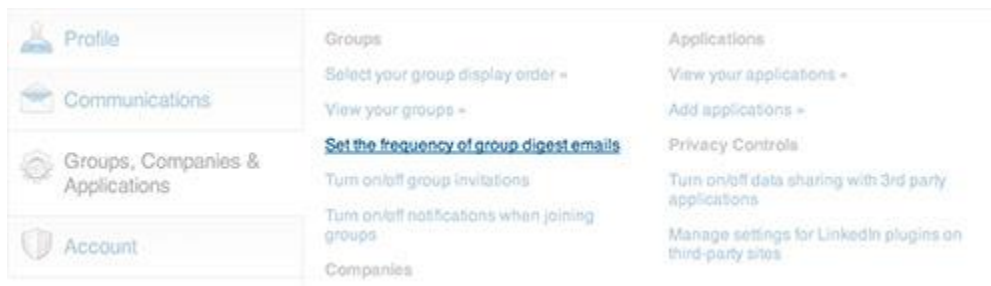 Profile
Communications
Groups, Companies &
Applications
Account
Groups
Select your group display order »
View your groups »
Set the frequency of group digest emails
Turn on/off group invitations
Turn on/off notifications when joining
groups
Companies
Applications
View your applications »
Add applications »
Privacy Controls
Turn on/off data sharing with 3rd party
applications
Manage settings for LinkedIn plugins on
third-party sites